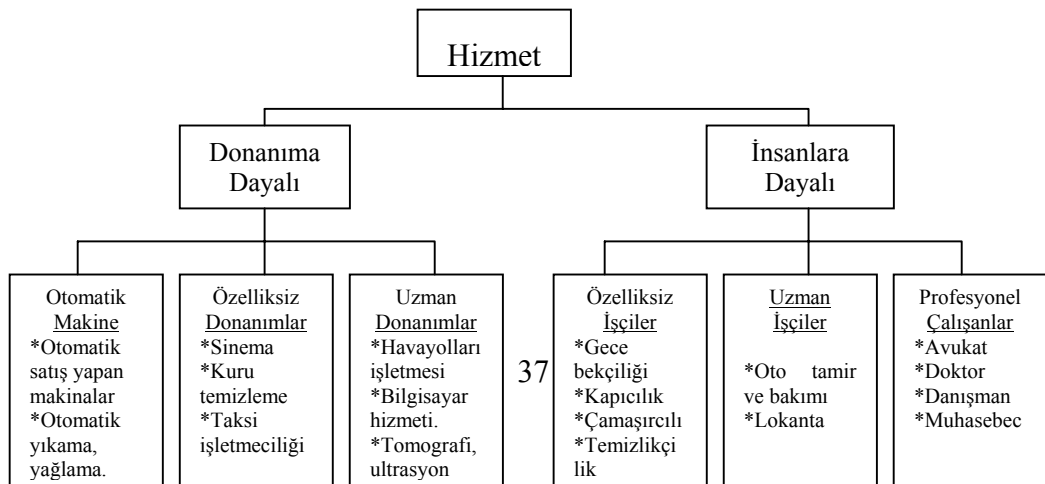 Hizmet
Donanıma
Dayalı
İnsanlara
Dayalı
Otomatik
Makine
*Otomatik
satış yapan
makinalar
*Otomatik
yıkama,
yağlama.
Özelliksiz
Donanımlar
*Sinema
*Kuru
temizleme
*Taksi
işletmeciliği
Uzman
Donanımlar
*Havayolları
işletmesi
*Bilgisayar
hizmeti.
*Tomografi,
ultrasyon
37
Özelliksiz
İşçiler
*Gece
bekçiliği
*Kapıcılık
*Çamaşırcılı
*Temizlikçi
lik
Uzman
İşçiler
*Oto tamir
ve bakımı
*Lokanta
Profesyonel
Çalışanlar
*Avukat
*Doktor
*Danışman
*Muhasebec